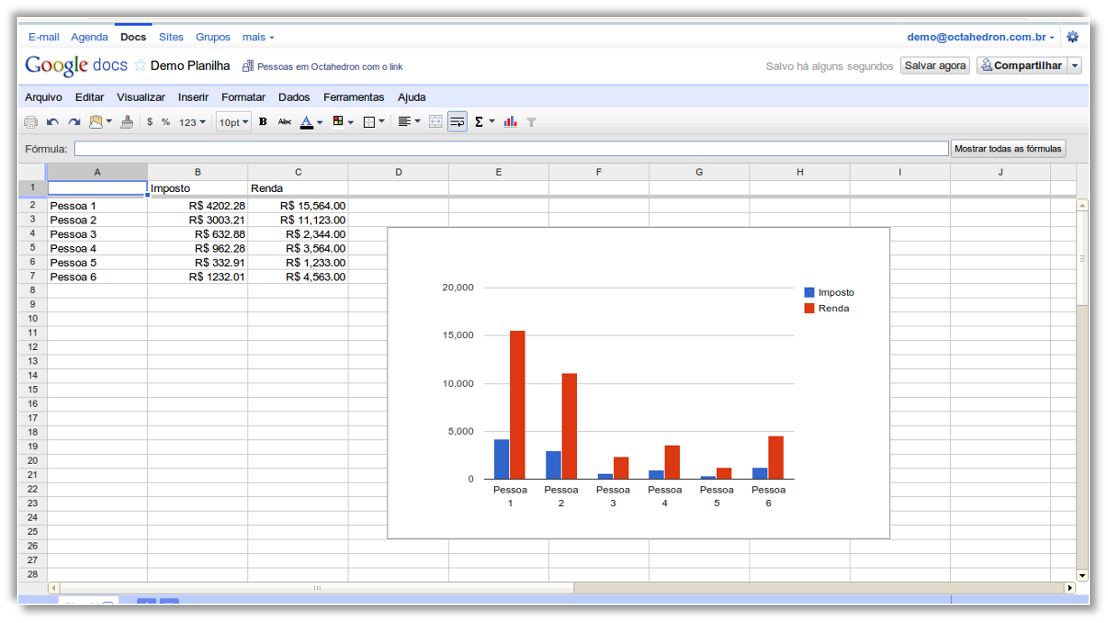 E-mail Agenda Docs Sites Grupos mais demo@octahedron.com.br
Google docs Demo Planilha Pessoas em Octahedron com o link Salvo há alguns segundos Salvar agora Compartilhar
Arquivo Editar Visualizar Inserir Formatar Dados Ferramentas Ajuda
$ % 123 10pt B Abc A Σ
Fórmula: Mostrar todas as fórmulas
A B C D E F G H I J
1 Imposto Renda
2 Pessoa 1 R$ 4202.28 R$ 15,564.00
3 Pessoa 2 R$ 3003.21 R$ 11,123.00
4 Pessoa 3 R$ 632.88 R$ 2,344.00
5 Pessoa 4 R$ 962.28 R$ 3,564.00
6 Pessoa 5 R$ 332.91 R$ 1,233.00
7 Pessoa 6 R$ 1232.01 R$ 4,563.00
8
9
10
11
12
13
14
15
16
17
18
19
20
21
22
23
24
25
26
27
28
20,000
15,000
10,000
5,000
0
Imposto
Renda
Pessoa Pessoa Pessoa Pessoa Pessoa Pessoa
1 2 3 4 5 6